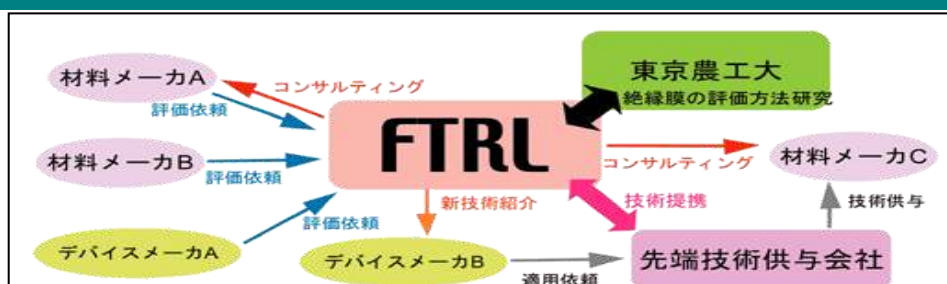 材料メーカA
コンサルティング
評価依頼
東京農工大
絶縁膜の評価方法研究
FTRL
材料メーカB
評価依頼
コンサルティング
材料メーカC
評価依頼
新技術紹介
技術提携
技術供与
デバイスメーカA
デバイスメーカB
適用依頼
先端技術供与会社